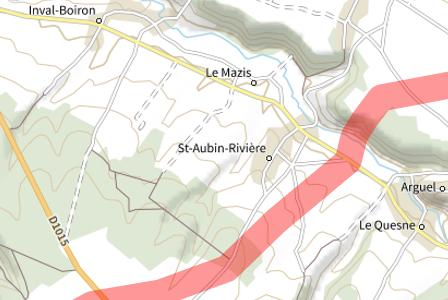 Inval-Boiron
Le Mazis
St-Aubin-Rivière
Arguel
Le Quesne
D1015